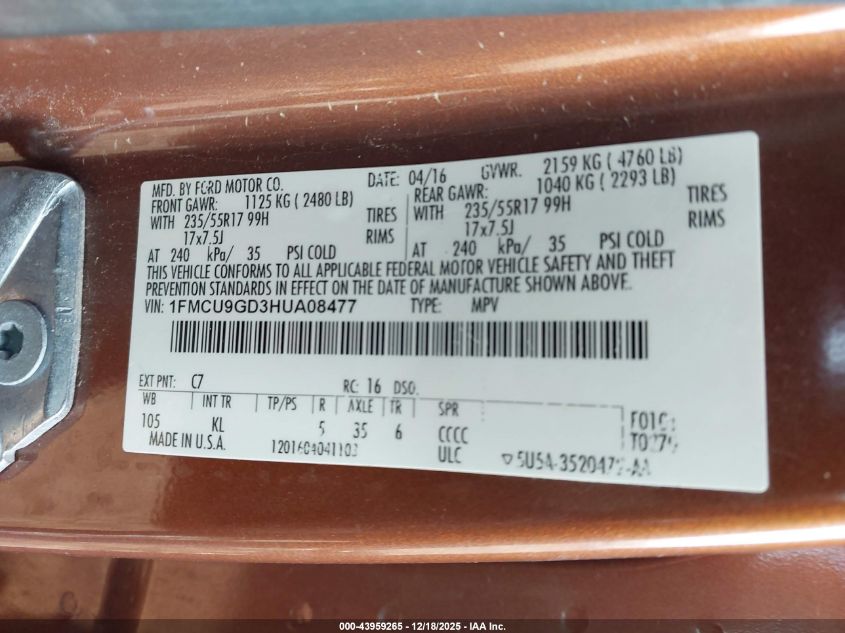 MFD. BY FORD MOTOR CO. DATE: 04/16 GVWR. 2159 KG ( 4760 LB)
FRONT GAWR: 1125 KG ( 2480 LB) REAR GAWR: 1040 KG ( 2293 LB)
WITH 235/55R17 99H TIRES WITH 235/55R17 99H TIRES
17x7.5J RIMS 17x7.5J RIMS
AT 240 kPa/ 35 PSI COLD AT 240 kPa/ 35 PSI COLD
THIS VEHICLE CONFORMS TO ALL APPLICABLE FEDERAL MOTOR VEHICLE SAFETY AND THEFT
PREVENTION STANDARDS IN EFFECT ON THE DATE OF MANUFACTURE SHOWN ABOVE.
VIN: 1FMCU9GD3HUA08477 TYPE: MPV
EXT PNT: C7 RC: 16 DSO:
WB INT TR TP/PS R AXLE TR SPR
105 KL 5 35 6 CCCC
MADE IN U.S.A. ULC
000-43959265 - 12/18/2025 - IAA Inc.